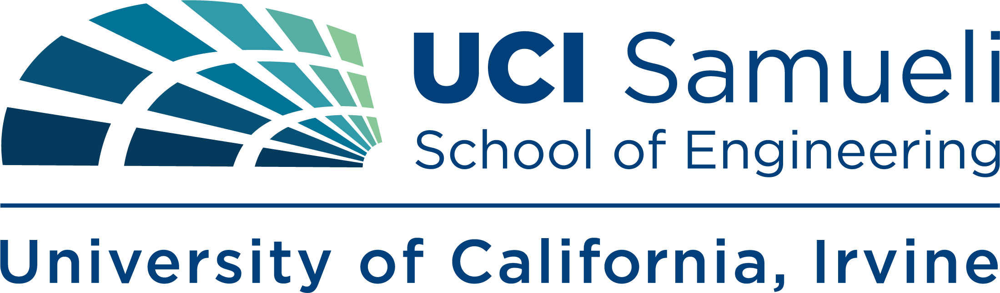 UCI Samueli
School of Engineering
University of California, Irvine